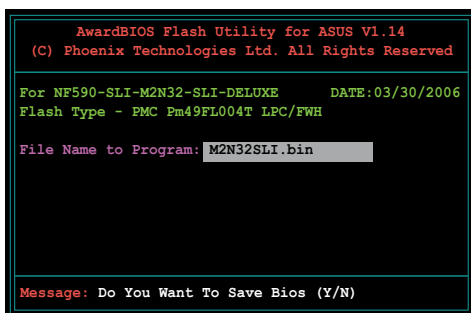 AwardBIOS Flash Utility for ASUS V1.14
(C) Phoenix Technologies Ltd. All Rights Reserved
For NF590-SLI-M2N32-SLI-DELUXE DATE:03/30/2006
Flash Type - PMC Pm49FL004T LPC/FWH
File Name to Program: M2N32SLI.bin
Message: Do You Want To Save Bios (Y/N)